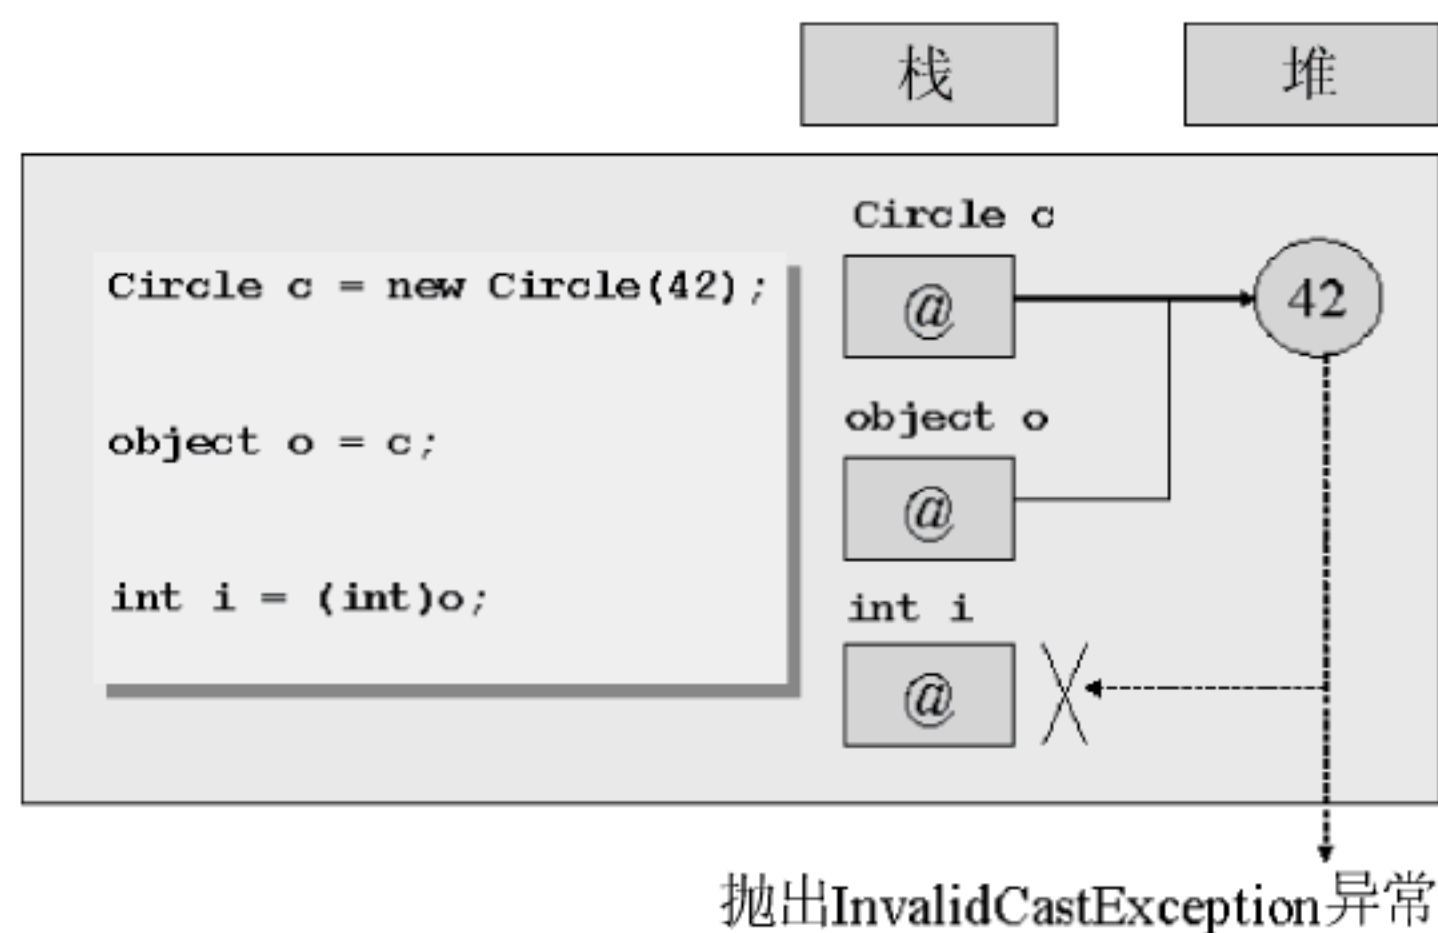 栈 堆
Circle c
Circle c = new Circle(42);
@ 42
object o
object o = c;
@
int i
int i = (int)o;
@
抛出InvalidCastException异常